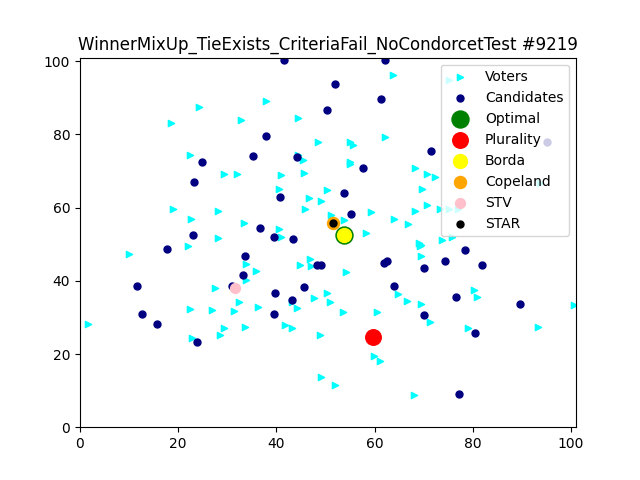 WinnerMixUp_TieExists_CriteriaFail_NoCondorcetTest #9219
100
80
60
40
20
0
0 20 40 60 80 100
Voters
Candidates
Optimal
Plurality
Borda
Copeland
STV
STAR